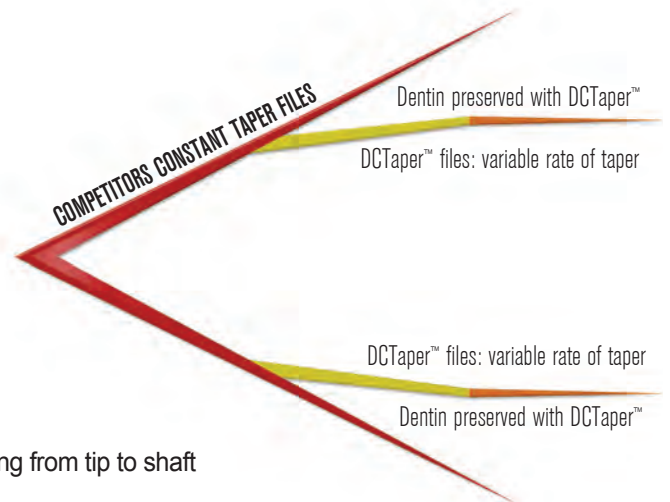 COMPETITORS CONSTANT TAPER FILES
Dentin preserved with DCTaper™
DCTaper™ files: variable rate of taper
DCTaper™ files: variable rate of taper
Dentin preserved with DCTaper™
ng from tip to shaft